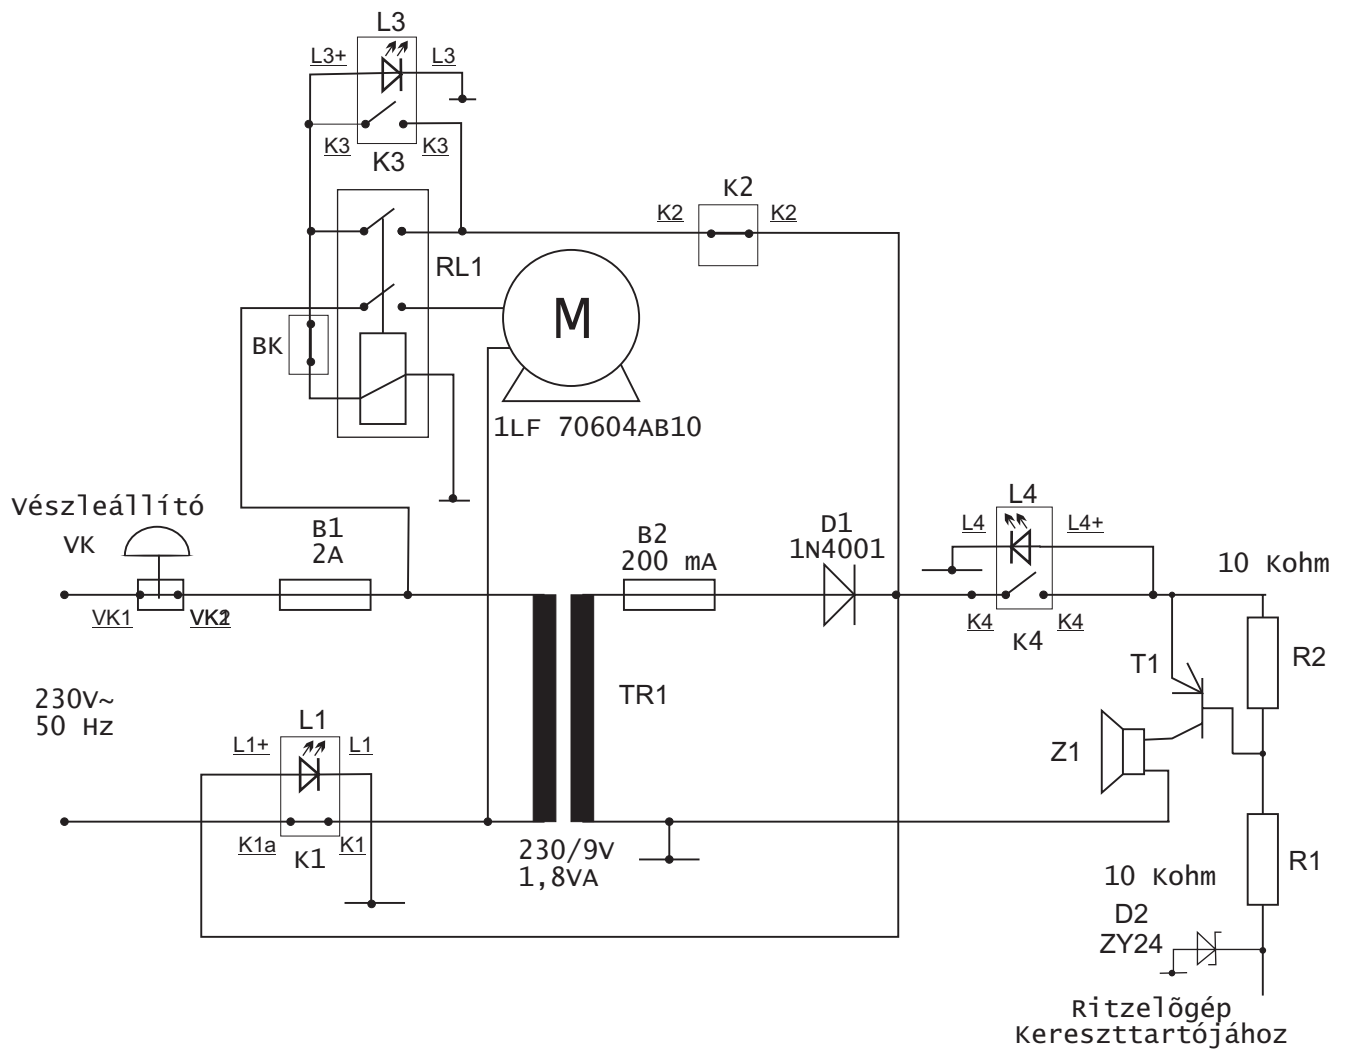 L3
L3+
L3
K3
K3
K3
K2
K2
K2
RL1
M
BK
1LF 70604AB10
Vészleállító
VK
B1
2A
B2
200 mA
D1
1N4001
L4
L4
L4+
10 Kohm
VK1
K4
K4
K4
T1
R2
230V~
50 Hz
TR1
L1
L1+
L1
Z1
K1a
K1
K1
230/9V
1,8VA
10 Kohm
R1
D2
ZY24
Ritzelõgép
Kereszttartójához